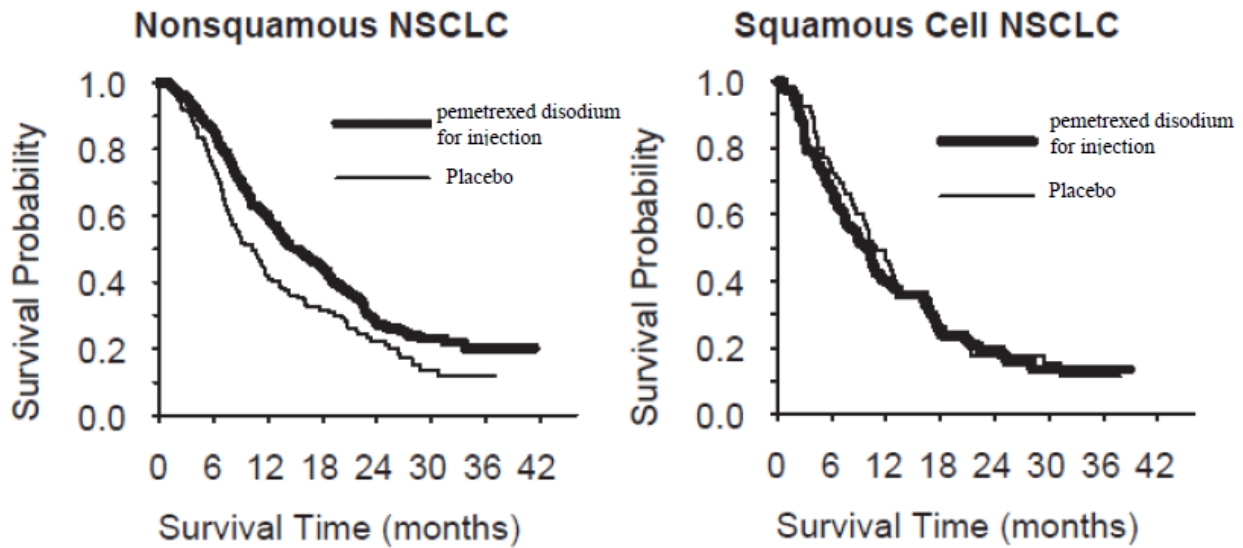 Nonsquamous NSCLC
1.0
0.8
0.6
0.4
0.2
0.0
Survival Probability
pemetrexed disodium
for injection
Placebo
0 6 12 18 24 30 36 42
Survival Time (months)
Squamous Cell NSCLC
1.0
0.8
0.6
0.4
0.2
0.0
Survival Probability
pemetrexed disodium
for injection
Placebo
0 6 12 18 24 30 36 42
Survival Time (months)